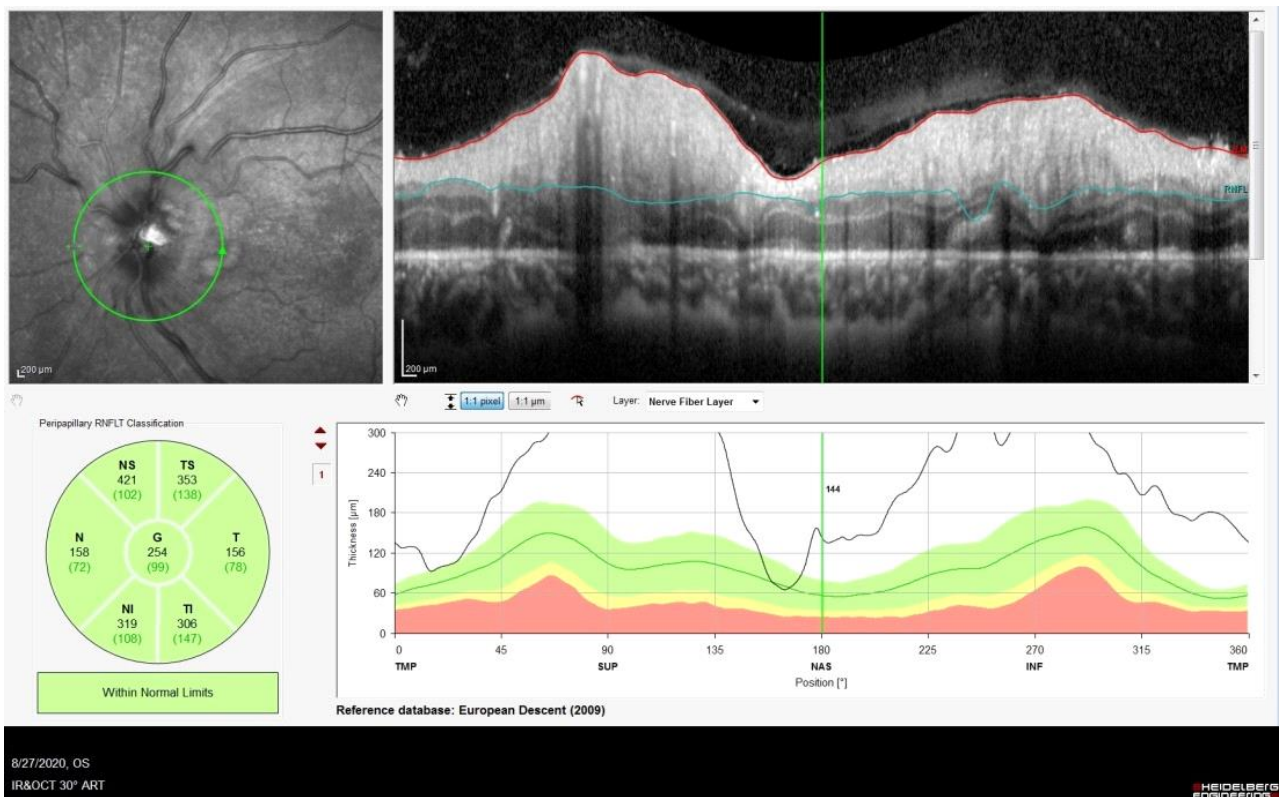 200 µm
200 µm
ILM
RNFL
1:1 pixel
1:1 µm
Layer:
Nerve Fiber Layer
Peripapillary RNFLT Classification
NS
421
(102)
TS
353
(138)
N
158
(72)
G
254
(99)
T
156
(78)
NI
319
(108)
TI
306
(147)
Within Normal Limits
1
Thickness [µm]
300
240
180
120
60
0
144
0
45
90
135
180
225
270
315
360
TMP
SUP
NAS
INF
TMP
Position [°]
Reference database: European Descent (2009)
8/27/2020, OS
IR&OCT 30° ART
HEIDELBERG
ENGINEERING